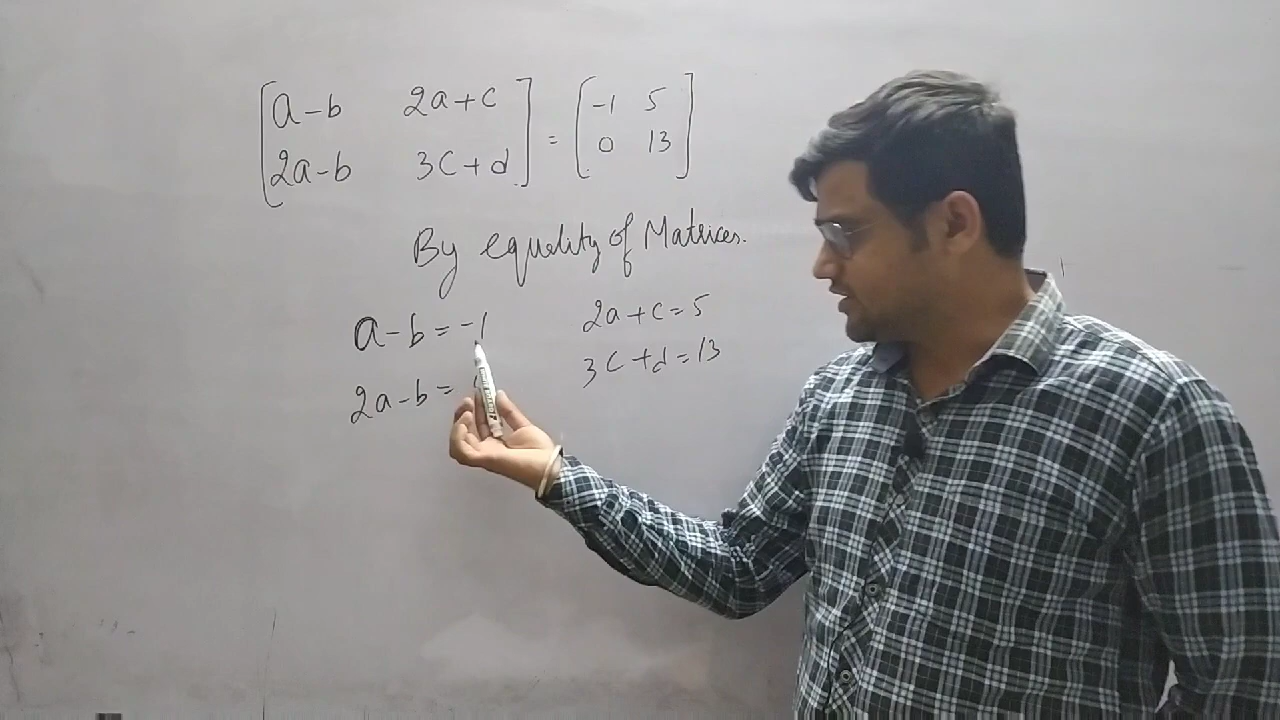 [a-b 2a+c] = [-1 5]
[2a-b 3c+d] [0 13]
By equality of Matrices.
a-b=-1 2a+c=5
2a-b= 3c+d=13